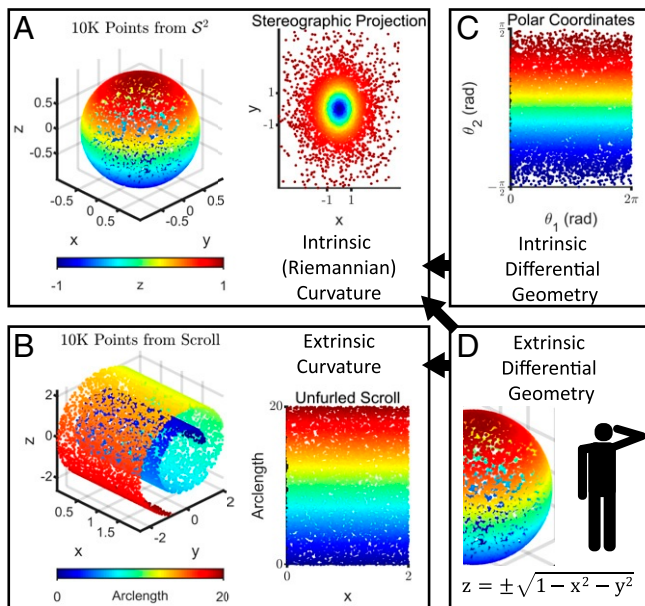 A
10K Points from S²
Stereographic Projection
z
0.5
0
-0.5
-0.5
0
0.5
-0.5
0
0.5
x
y
-1
z
1
y
1
-1
-1
1
x
Intrinsic
(Riemannian)
Curvature
C
Polar Coordinates
θ₂ (rad)
0
2π
θ₁ (rad)
Intrinsic
Differential
Geometry
B
10K Points from Scroll
z
2
0
-2
0.5
1
1.5
-2
0
2
x
y
0
Arclength
20
Extrinsic
Curvature
Unfurled Scroll
20
Arclength
0
0
2
x
D
Extrinsic
Differential
Geometry
z = ±√1 − x² − y²